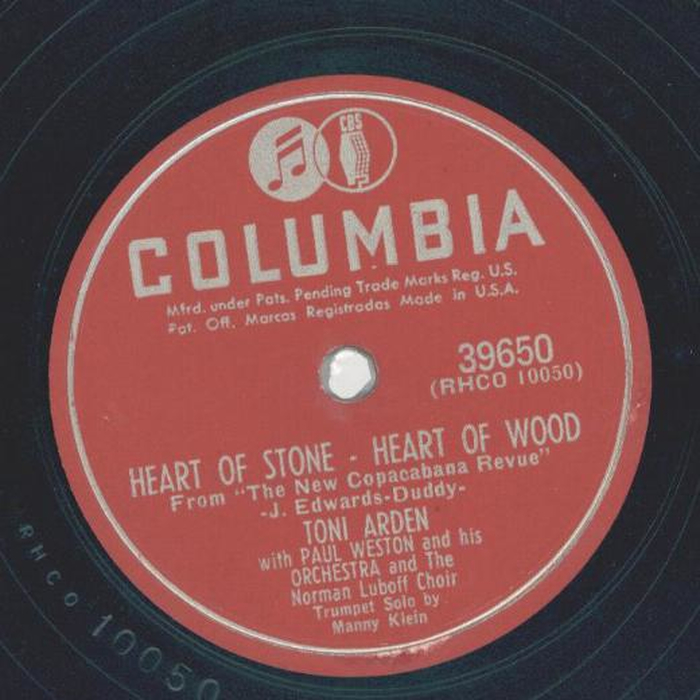 CBS
COLUMBIA
Mfrd. under Pats. Pending Trade Marks Reg. U.S.
Pat. Off. Marcas Registradas Made in U.S.A.
39650
(RHCO 10050)
HEART OF STONE - HEART OF WOOD
From "The New Copacabana Revue"
-J. Edwards-Duddy-
TONI ARDEN
with PAUL WESTON and his
ORCHESTRA and The
Norman Luboff Choir
Trumpet Solo by
Manny Klein
RHCO 10050